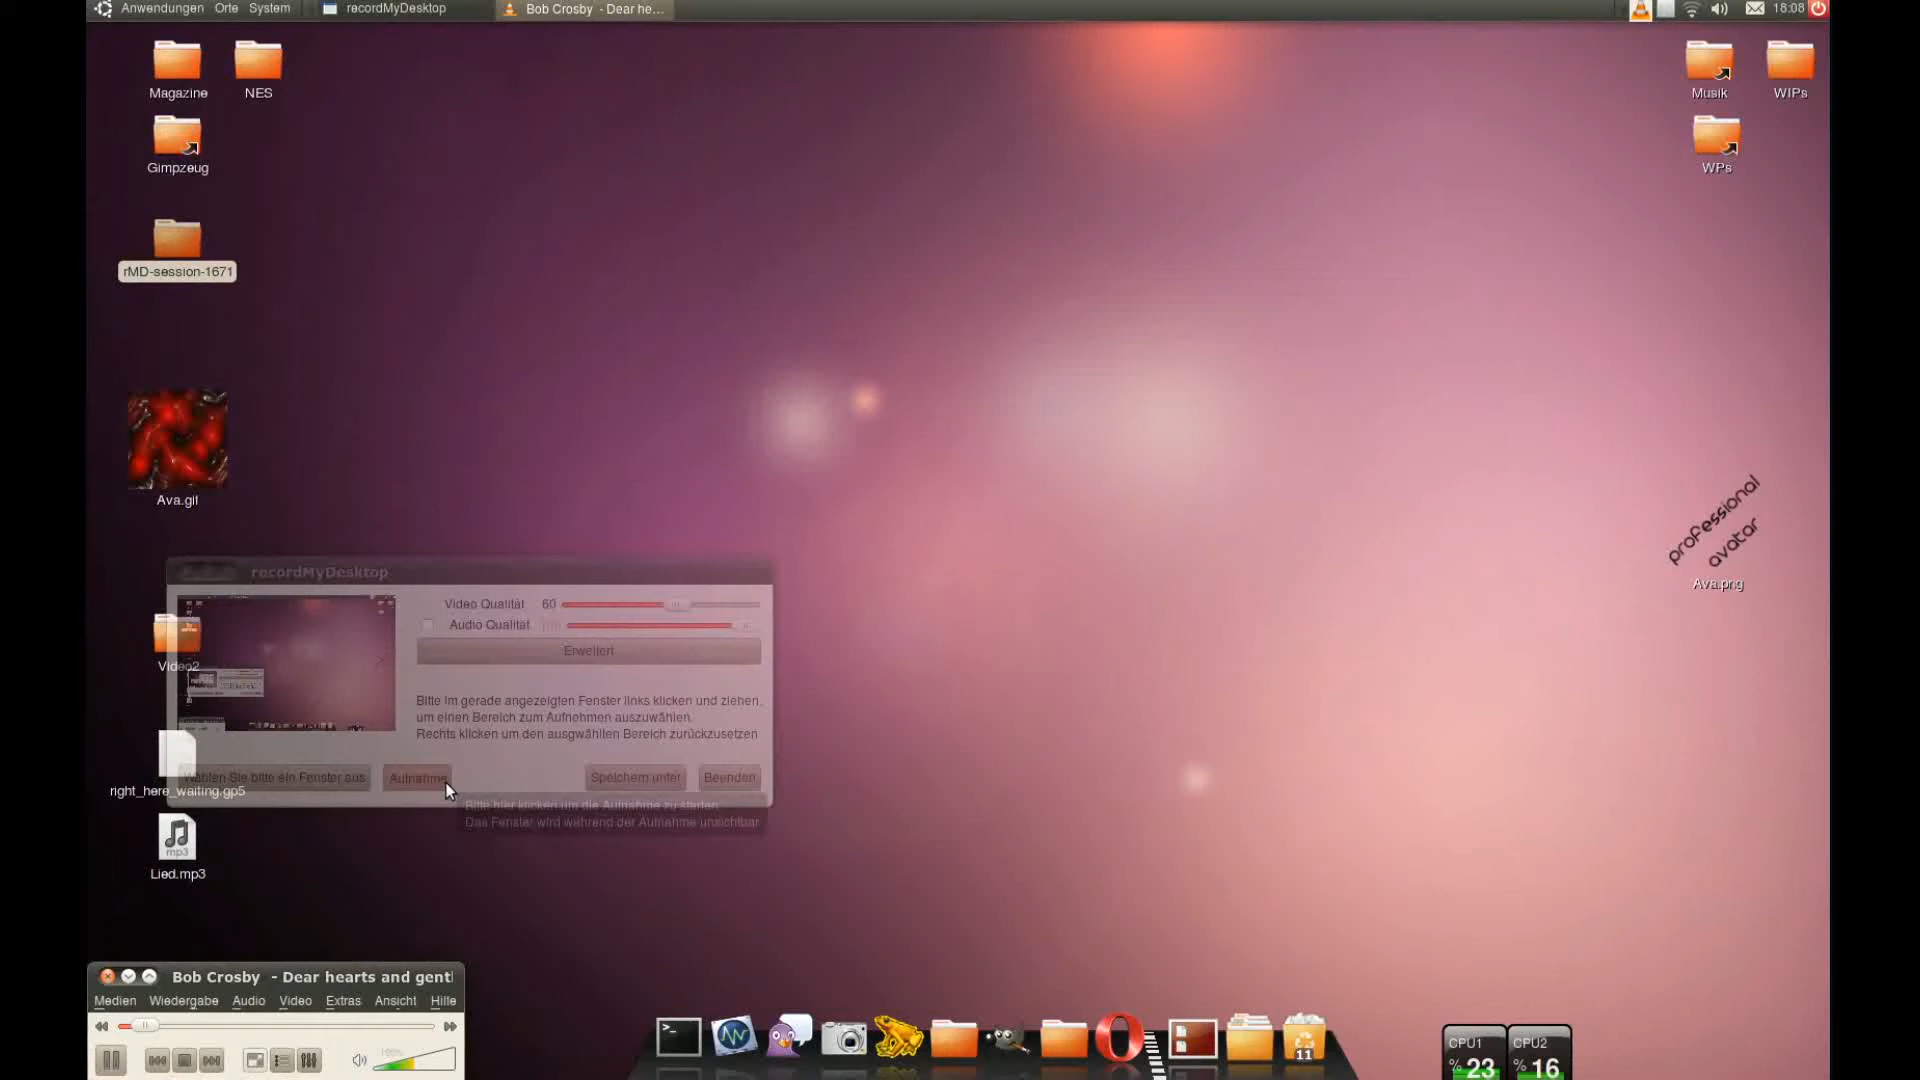 Anwendungen Orte System recordMyDesktop Bob Crosby - Dear he... 18:08
Magazine NES Musik WIPs
Gimpzeug WPs
rMD-session-1671
Ava.gif
professional
avatar
Ava.png
recordMyDesktop
Video Qualität 60
Audio Qualität
Erweitert
Video2
Bitte im gerade angezeigten Fenster links klicken und ziehen,
um einen Bereich zum Aufnehmen auszuwählen.
Rechts klicken um den ausgwählten Bereich zurückzusetzen
Wählen Sie bitte ein Fenster aus Aufnahme Speichern unter Beenden
right_here_waiting.gp5
Bitte hier klicken um die Aufnahme zu starten
Das Fenster wird während der Aufnahme unsichtbar
mp3
Lied.mp3
Bob Crosby - Dear hearts and gentl
Medien Wiedergabe Audio Video Extras Ansicht Hilfe
100%
11
CPU1 CPU2
% 23 % 16